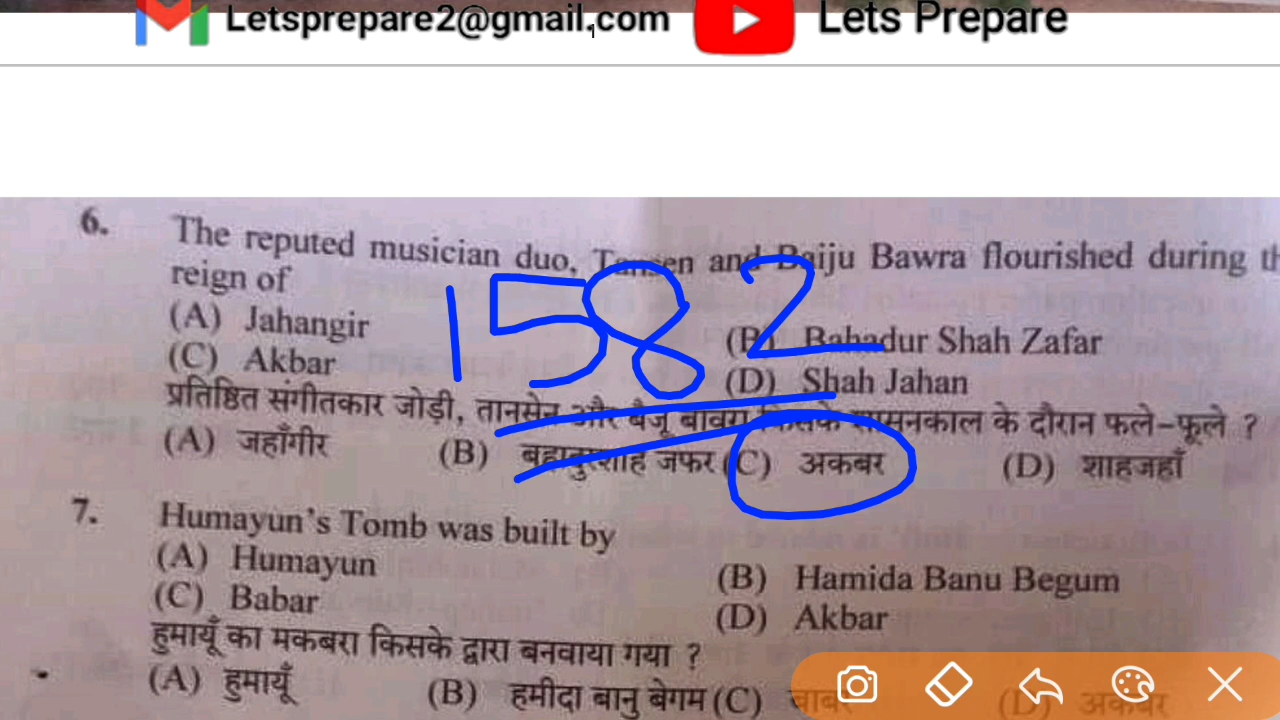 Letsprepare2@gmail.com Lets Prepare
6. The reputed musician duo, Tansen and Baiju Bawra flourished during th
reign of
(A) Jahangir (B) Bahadur Shah Zafar
(C) Akbar (D) Shah Jahan
1582
प्रतिष्ठित संगीतकार जोड़ी, तानसेन और बैजू बावरा किसके शासनकाल के दौरान फले-फूले ?
(A) जहाँगीर (B) बहादुरशाह जफर (C) अकबर (D) शाहजहाँ
7. Humayun's Tomb was built by
(A) Humayun (B) Hamida Banu Begum
(C) Babar (D) Akbar
हुमायूँ का मकबरा किसके द्वारा बनवाया गया ?
(A) हुमायूँ (B) हमीदा बानु बेगम (C) बाबर (D) अकबर